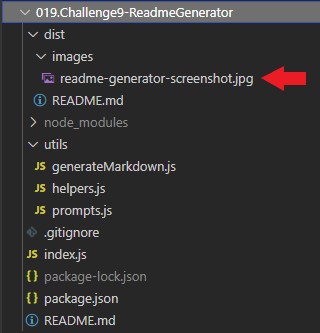 019.Challenge9-ReadmeGenerator
dist
images
readme-generator-screenshot.jpg
README.md
node_modules
utils
JS generateMarkdown.js
JS helpers.js
JS prompts.js
.gitignore
JS index.js
package-lock.json
package.json
README.md